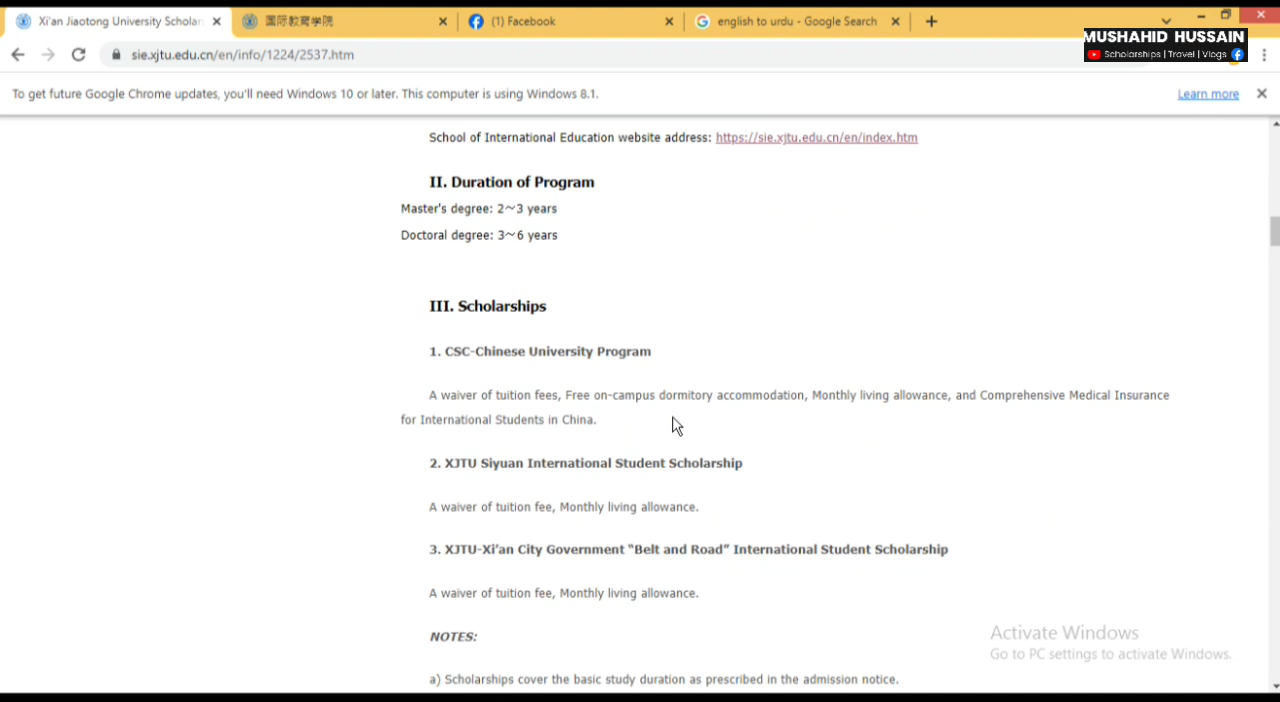 Xi'an Jiaotong University Scholar
国际教育学院
(1) Facebook
english to urdu - Google Search
MUSHAHID HUSSAIN
Scholarships | Travel | Vlogs
sie.xjtu.edu.cn/en/info/1224/2537.htm
To get future Google Chrome updates, you'll need Windows 10 or later. This computer is using Windows 8.1.
Learn more
School of International Education website address: https://sie.xjtu.edu.cn/en/index.htm
II. Duration of Program
Master's degree: 2～3 years
Doctoral degree: 3～6 years
III. Scholarships
1. CSC-Chinese University Program
A waiver of tuition fees, Free on-campus dormitory accommodation, Monthly living allowance, and Comprehensive Medical Insurance
for International Students in China.
2. XJTU Siyuan International Student Scholarship
A waiver of tuition fee, Monthly living allowance.
3. XJTU-Xi’an City Government “Belt and Road” International Student Scholarship
A waiver of tuition fee, Monthly living allowance.
NOTES:
Activate Windows
Go to PC settings to activate Windows.
a) Scholarships cover the basic study duration as prescribed in the admission notice.